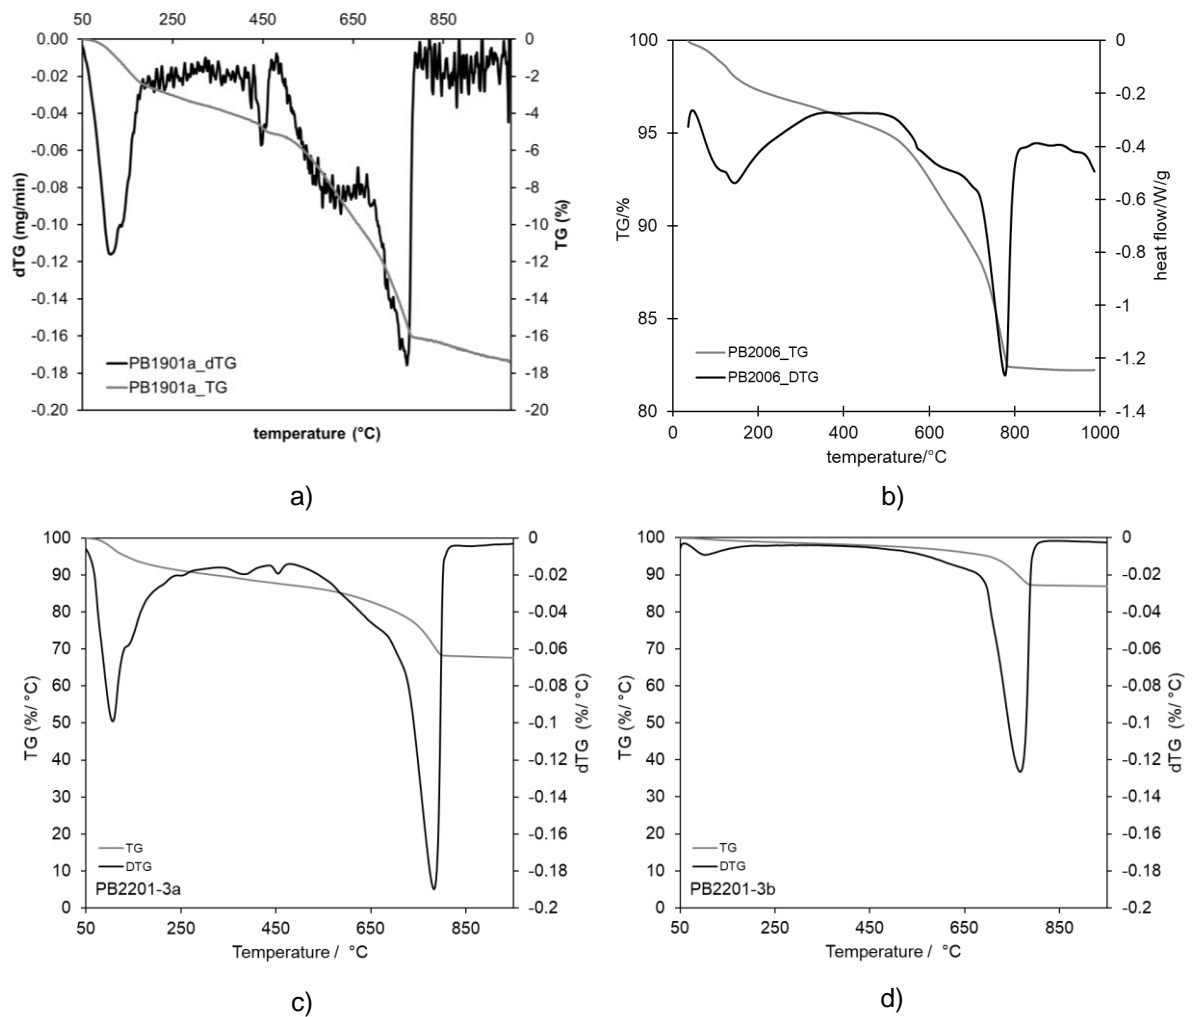 50 250 450 650 850
0.00 0
-0.02 -2
-0.04 -4
-0.06 -6
-0.08 -8
-0.10 -10
-0.12 -12
-0.14 -14
-0.16 -16
-0.18 -18
-0.20 -20
dTG (mg/min)
TG (%)
PB1901a_dTG
PB1901a_TG
temperature (°C)
a)
100 0
-0.2
95
-0.4
-0.6
90
-0.8
85
-1
-1.2
80 -1.4
TG/%
heat flow/W/g
PB2006_TG
PB2006_DTG
0 200 400 600 800 1000
temperature/°C
b)
100 0
90 -0.02
80 -0.04
70 -0.06
60 -0.08
50 -0.1
40 -0.12
30 -0.14
20 -0.16
10 -0.18
0 -0.2
TG (%/ °C)
dTG (%/ °C)
TG
DTG
PB2201-3a
50 250 450 650 850
Temperature / °C
c)
100 0
90 -0.02
80 -0.04
70 -0.06
60 -0.08
50 -0.1
40 -0.12
30 -0.14
20 -0.16
10 -0.18
0 -0.2
TG (%/ °C)
dTG (%/ °C)
TG
DTG
PB2201-3b
50 250 450 650 850
Temperature / °C
d)